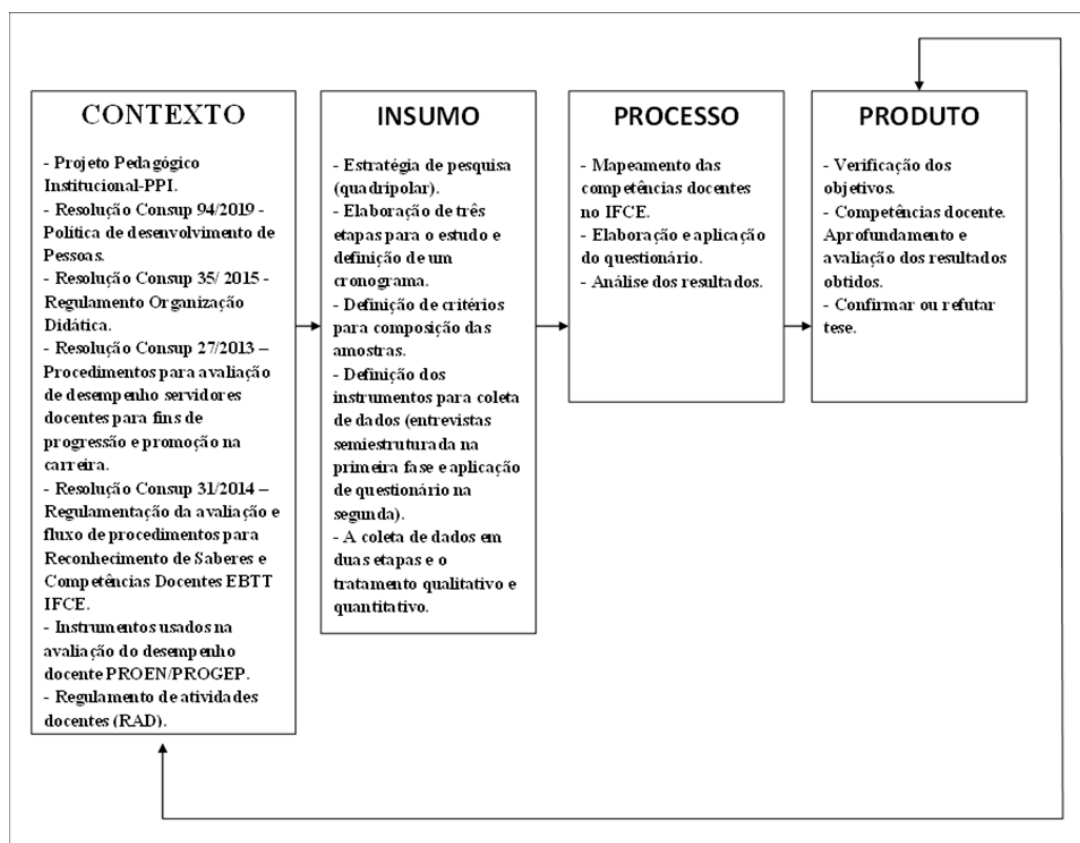 CONTEXTO
- Projeto Pedagógico
Institucional-PPI.
- Resolução Consup 94/2019 -
Política de desenvolvimento de
Pessoas.
- Resolução Consup 35/ 2015 -
Regulamento Organização
Didática.
- Resolução Consup 27/2013 –
Procedimentos para avaliação
de desempenho servidores
docentes para fins de
progressão e promoção na
carreira.
- Resolução Consup 31/2014 –
Regulamentação da avaliação e
fluxo de procedimentos para
Reconhecimento de Saberes e
Competências Docentes EBTT
IFCE.
- Instrumentos usados na
avaliação do desempenho
docente PROEN/PROGEP.
- Regulamento de atividades
docentes (RAD).
INSUMO
- Estratégia de pesquisa
(quadripolar).
- Elaboração de três
etapas para o estudo e
definição de um
cronograma.
- Definição de critérios
para composição das
amostras.
- Definição dos
instrumentos para coleta
de dados (entrevistas
semiestruturada na
primeira fase e aplicação
de questionário na
segunda).
- A coleta de dados em
duas etapas e o
tratamento qualitativo e
quantitativo.
PROCESSO
- Mapeamento das
competências docentes
no IFCE.
- Elaboração e aplicação
do questionário.
- Análise dos resultados.
PRODUTO
- Verificação dos
objetivos.
- Competências docente.
Aprofundamento e
avaliação dos resultados
obtidos.
- Confirmar ou refutar
tese.